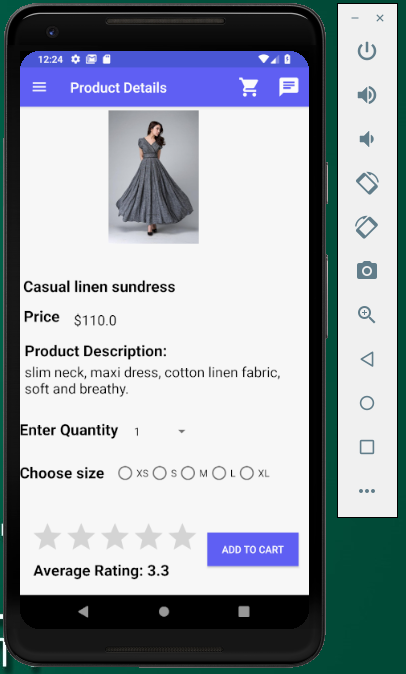 12:24
Product Details
Casual linen sundress
Price $110.0
Product Description:
slim neck, maxi dress, cotton linen fabric,
soft and breathy.
Enter Quantity 1
Choose size XS S M L XL
ADD TO CART
Average Rating: 3.3